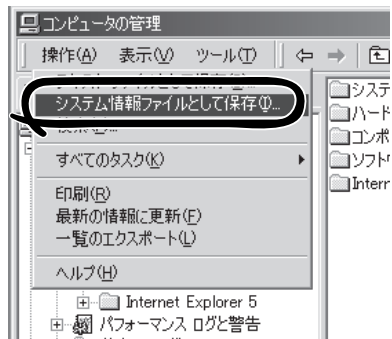 コンピュータの管理
操作(A) 表示(V) ツール(T)
システム情報ファイルとして保存(I)...
すべてのタスク(K)
印刷(R)
最新の情報に更新(F)
一覧のエクスポート(L)
ヘルプ(H)
Internet Explorer 5
パフォーマンス ログと警告
システ
ハード
コンポ
ソフト
Intern